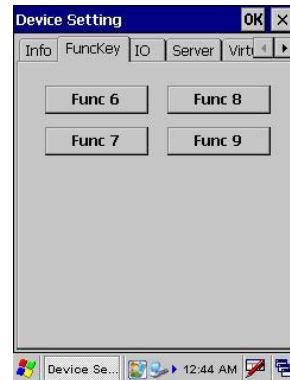 Device Setting OK
Info FuncKey IO Server Virt
Func 6 Func 8
Func 7 Func 9
Device Se... 12:44 AM